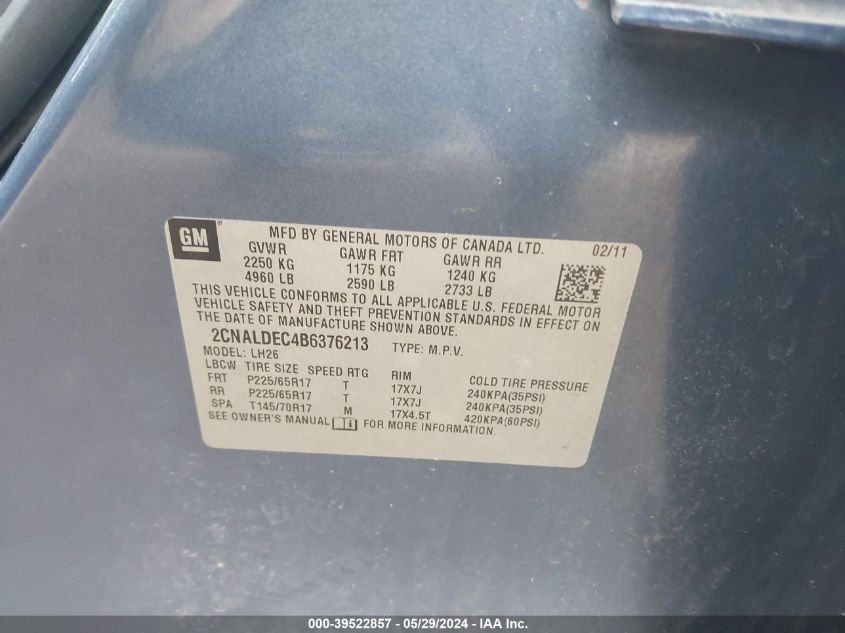 GM
MFD BY GENERAL MOTORS OF CANADA LTD. 02/11
GVWR GAWR FRT GAWR RR
2250 KG 1175 KG 1240 KG
4960 LB 2590 LB 2733 LB
THIS VEHICLE CONFORMS TO ALL APPLICABLE U.S. FEDERAL MOTOR
VEHICLE SAFETY AND THEFT PREVENTION STANDARDS IN EFFECT ON
THE DATE OF MANUFACTURE SHOWN ABOVE.
2CNALDEC4B6376213 TYPE: M.P.V.
MODEL: LH26
LBCW TIRE SIZE SPEED RTG RIM COLD TIRE PRESSURE
FRT P225/65R17 T 17X7J 240KPA(35PSI)
RR P225/65R17 T 17X7J 240KPA(35PSI)
SPA T145/70R17 M 17X4.5T 420KPA(60PSI)
SEE OWNER'S MANUAL FOR MORE INFORMATION.
000-39522857 - 05/29/2024 - IAA Inc.